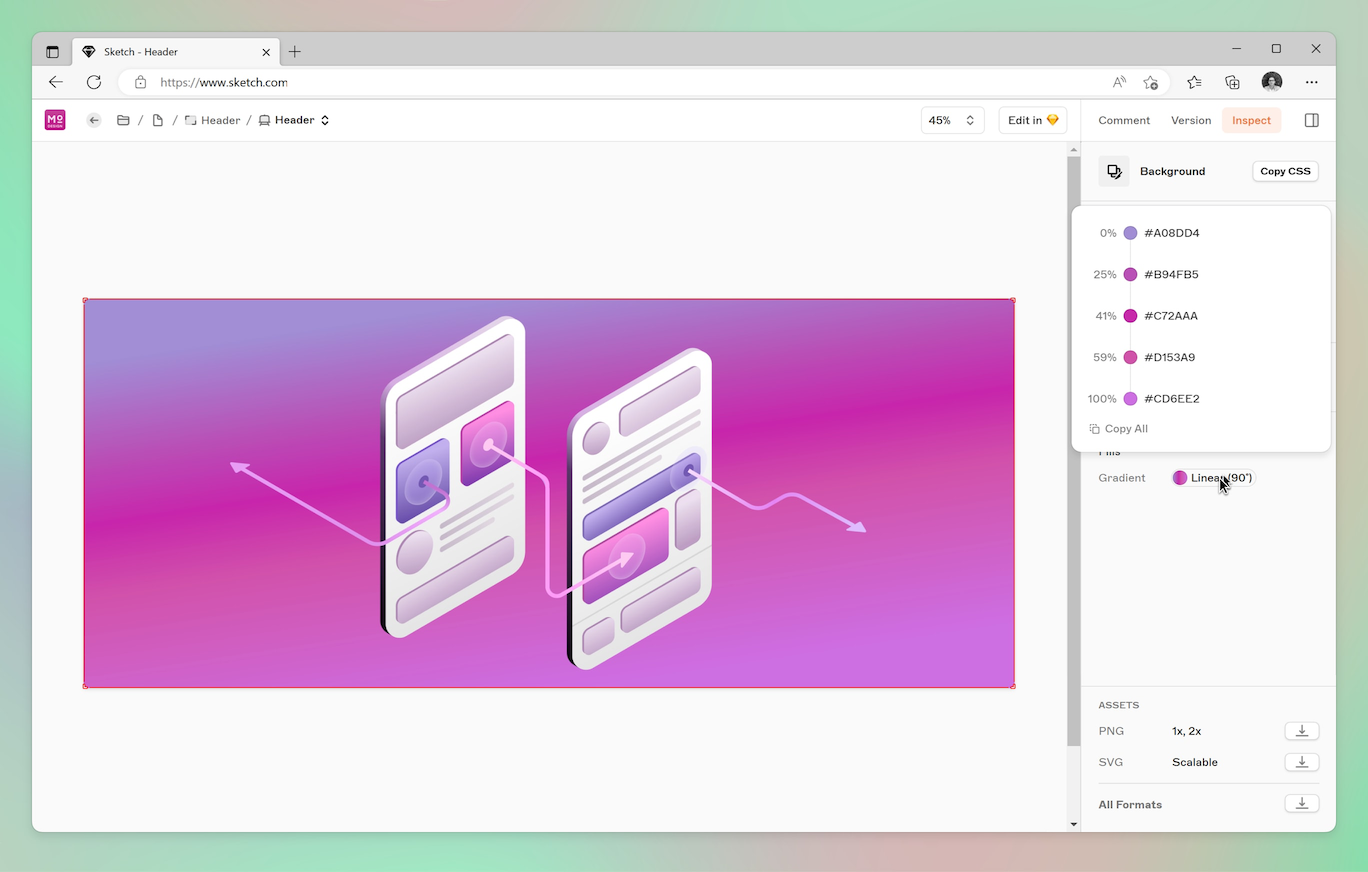 Sketch - Header
https://www.sketch.com
MO
DESIGN
/ / Header / Header
45%
Edit in
Comment
Version
Inspect
Background
Copy CSS
0% #A08DD4
25% #B94FB5
41% #C72AAA
59% #D153A9
100% #CD6EE2
Copy All
Fills
Gradient
(90°)
ASSETS
PNG 1x, 2x
SVG Scalable
All Formats